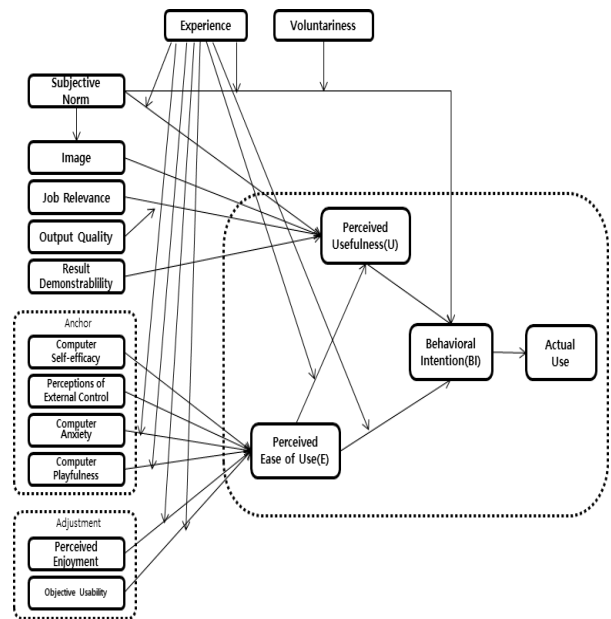 Experience
Voluntariness
Subjective
Norm
Image
Job Relevance
Output Quality
Result
Demonstrablility
Perceived
Usefulness(U)
Behavioral
Intention(BI)
Actual
Use
Anchor
Computer
Self-efficacy
Perceptions of
External Control
Computer
Anxiety
Computer
Playfulness
Perceived
Ease of Use(E)
Adjustment
Perceived
Enjoyment
Objective Usability